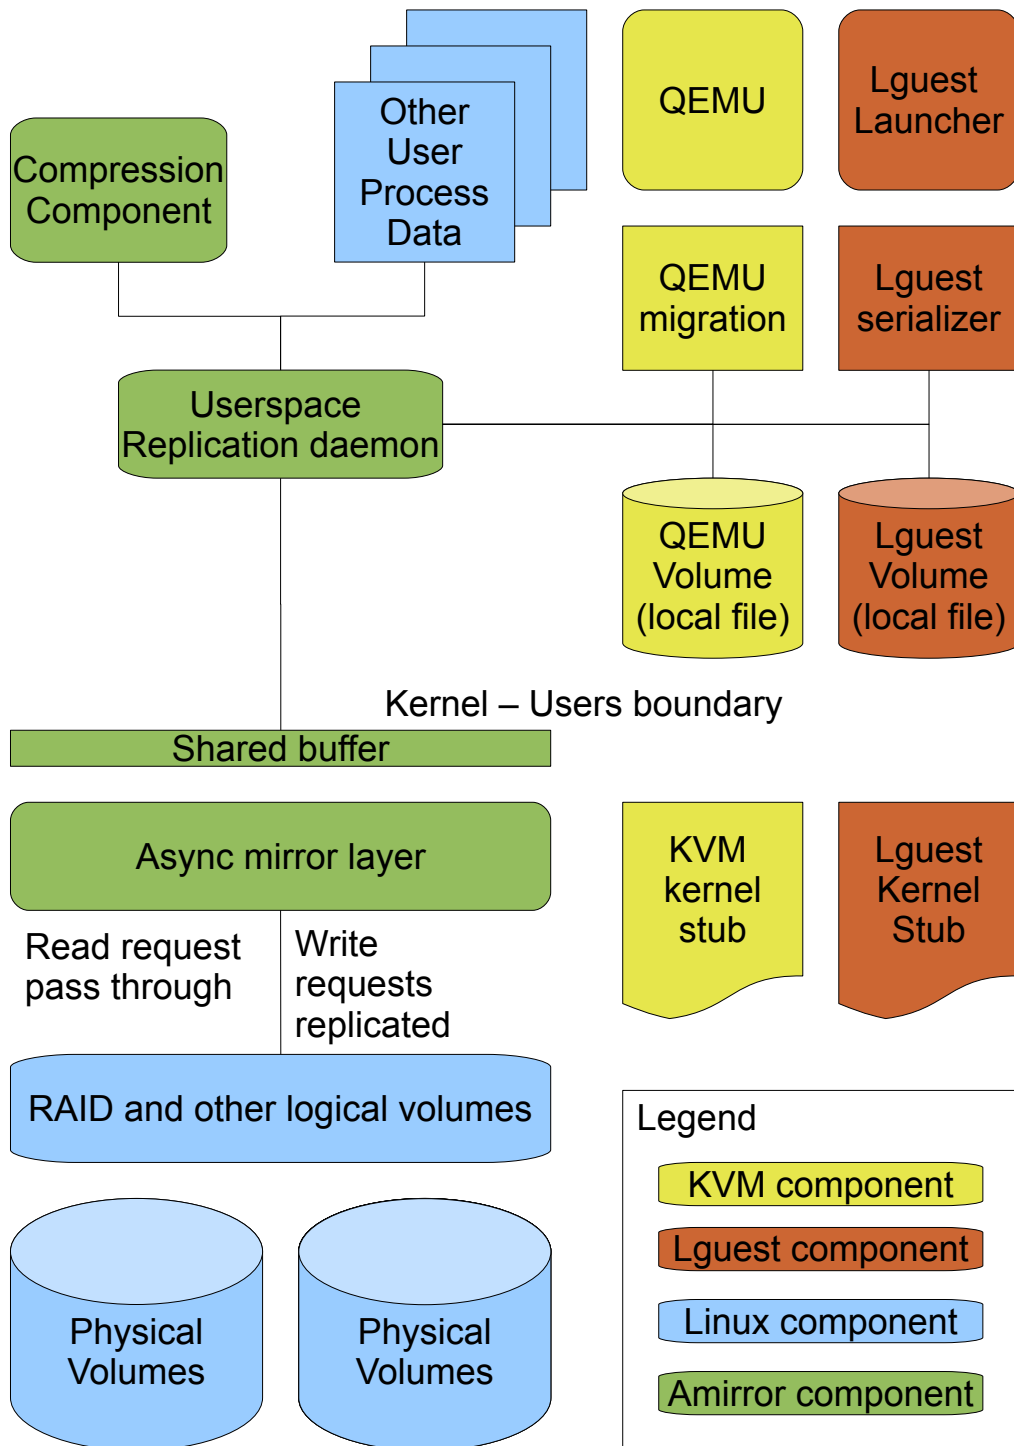 Compression
Component
Other
User
Process
Data
QEMU
Lguest
Launcher
QEMU
migration
Lguest
serializer
Userspace
Replication daemon
QEMU
Volume
(local file)
Lguest
Volume
(local file)
Kernel – Users boundary
Shared buffer
Async mirror layer
KVM
kernel
stub
Lguest
Kernel
Stub
Read request
pass through
Write
requests
replicated
RAID and other logical volumes
Physical
Volumes
Physical
Volumes
Legend
KVM component
Lguest component
Linux component
Amirror component